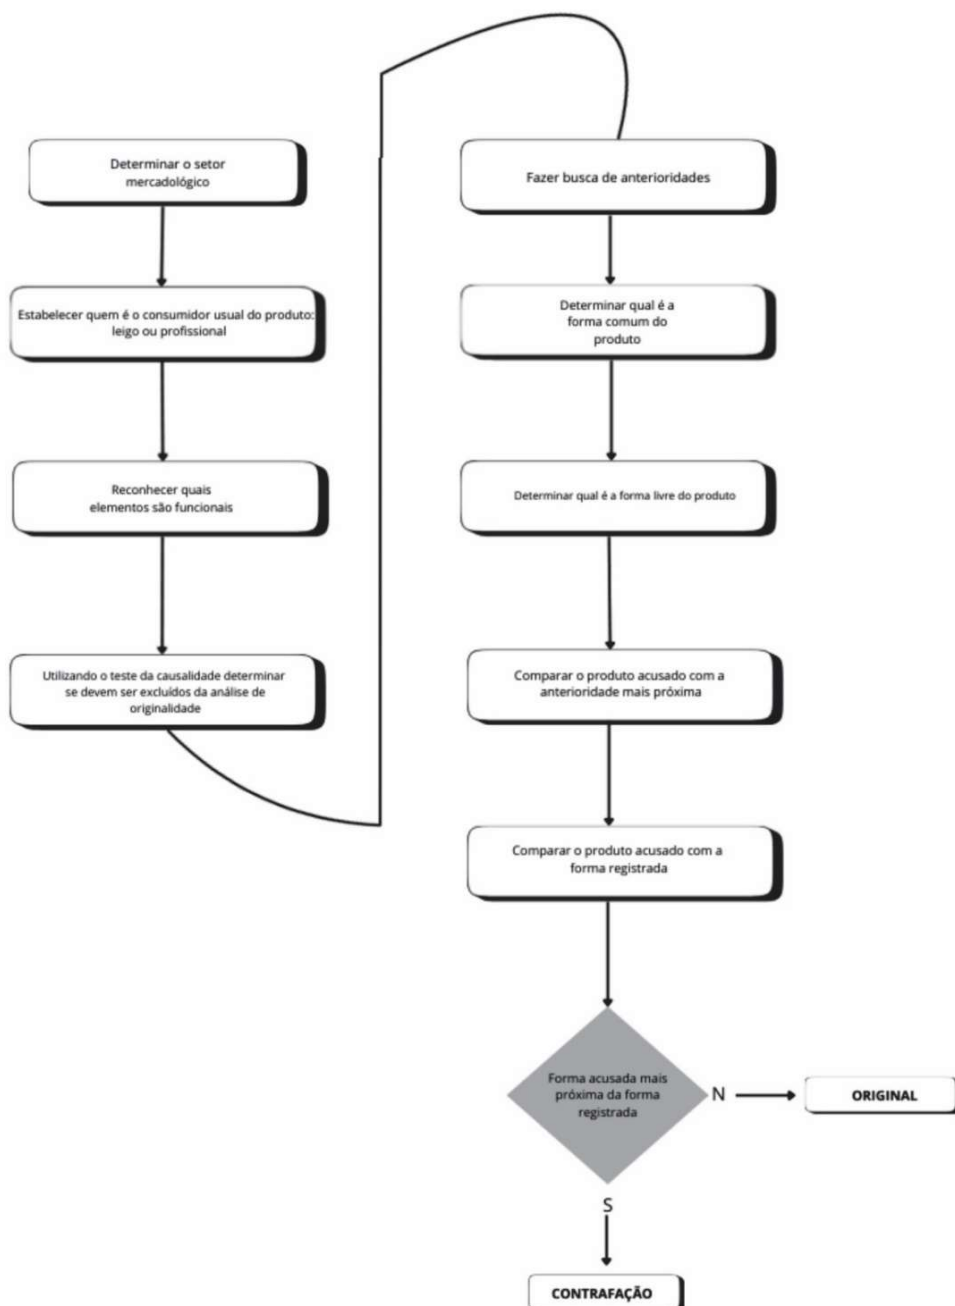 Determinar o setor
mercadológico
Estabelecer quem é o consumidor usual do produto:
leigo ou profissional
Reconhecer quais
elementos são funcionais
Utilizando o teste da causalidade determinar
se devem ser excluídos da análise de
originalidade
Fazer busca de anterioridades
Determinar qual é a
forma comum do
produto
Determinar qual é a forma livre do produto
Comparar o produto acusado com a
anterioridade mais próxima
Comparar o produto acusado com a
forma registrada
Forma acusada mais
próxima da forma
registrada
N
ORIGINAL
S
CONTRAFAÇÃO